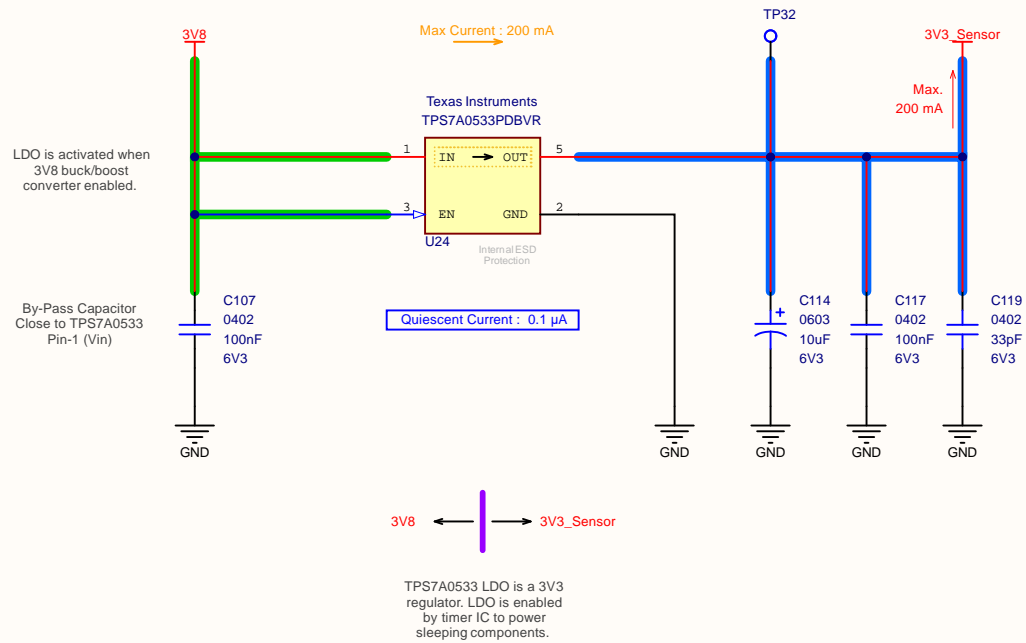 TP32
3V8
Max Current : 200 mA
3V3_Sensor
Max.
200 mA
Texas Instruments
TPS7A0533PDBVR
LDO is activated when
3V8 buck/boost
converter enabled.
1
IN
OUT
5
3
EN
GND
2
U24
Internal ESD
Protection
By-Pass Capacitor
Close to TPS7A0533
Pin-1 (Vin)
C107
0402
100nF
6V3
Quiescent Current :  0.1 µA
+
C114
0603
10uF
6V3
C117
0402
100nF
6V3
C119
0402
33pF
6V3
GND
GND
GND
GND
GND
3V8
3V3_Sensor
TPS7A0533 LDO is a 3V3
regulator. LDO is enabled
by timer IC to power
sleeping components.